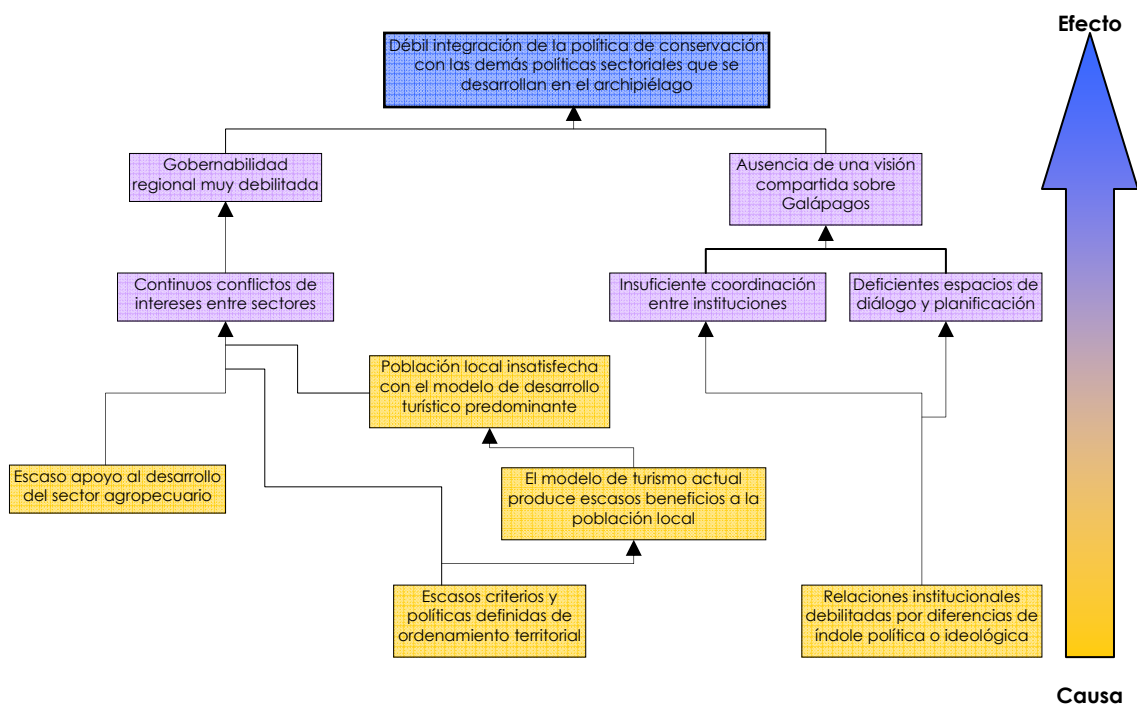 Efecto
Débil integración de la política de conservación
con las demás políticas sectoriales que se
desarrollan en el archipiélago
Gobernabilidad
regional muy debilitada
Ausencia de una visión
compartida sobre
Galápagos
Continuos conflictos de
intereses entre sectores
Insuficiente coordinación
entre instituciones
Deficientes espacios de
diálogo y planificación
Población local insatisfecha
con el modelo de desarrollo
turístico predominante
Escaso apoyo al desarrollo
del sector agropecuario
El modelo de turismo actual
produce escasos beneficios a la
población local
Escasos criterios y
políticas definidas de
ordenamiento territorial
Relaciones institucionales
debilitadas por diferencias de
índole política o ideológica
Causa